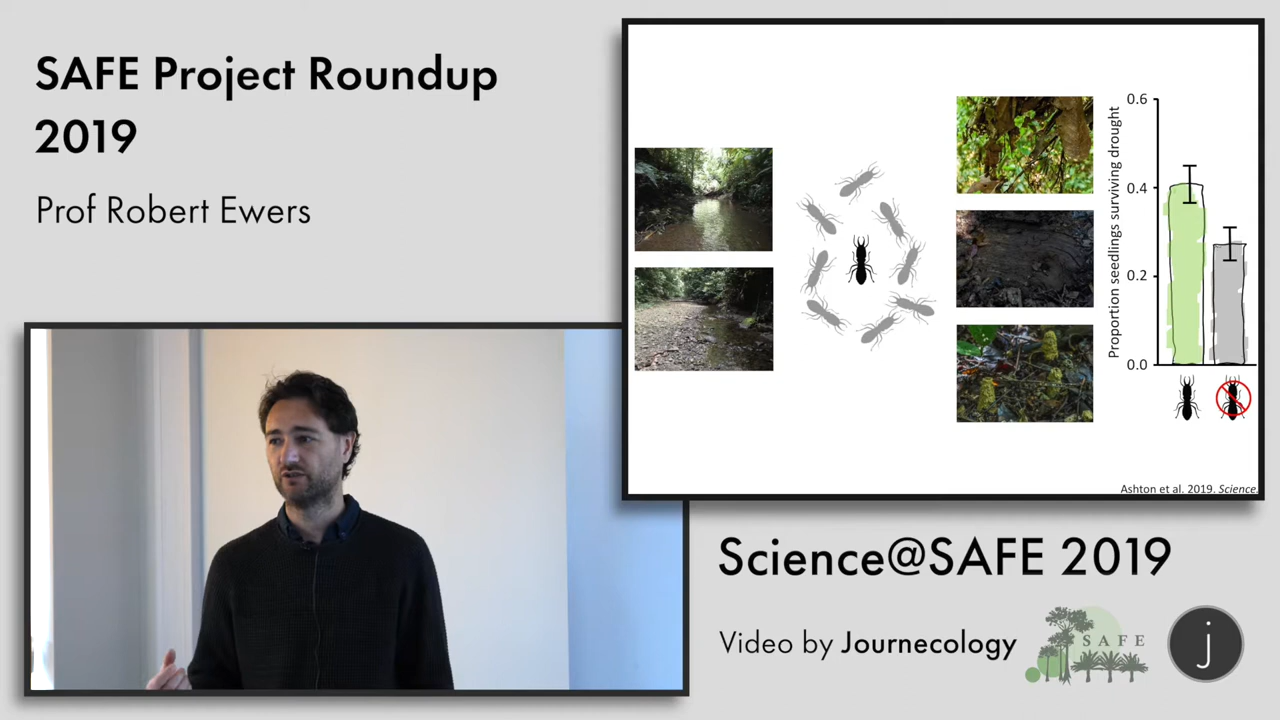 SAFE Project Roundup
2019
Prof Robert Ewers
Proportion seedlings surviving drought
0.6
0.4
0.2
0.0
Ashton et al. 2019. Science.
Science@SAFE 2019
Video by Journecology
SAFE
j